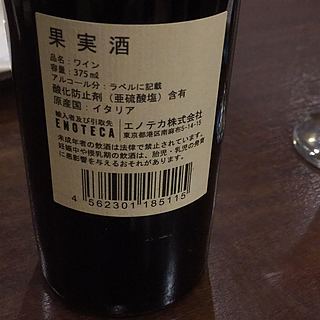 果実酒
品名：ワイン
容量：375mℓ
アルコール分：ラベルに記載
酸化防止剤（亜硫酸塩）含有
原産国：イタリア
輸入者及び引取先
ENOTECA エノテカ株式会社
東京都港区南麻布5-14-15
未成年者の飲酒は法律で禁止されています。
妊娠中や授乳期の飲酒は、胎児・乳児の発育
に悪影響を与えるおそれがあります。
4 562301 185115